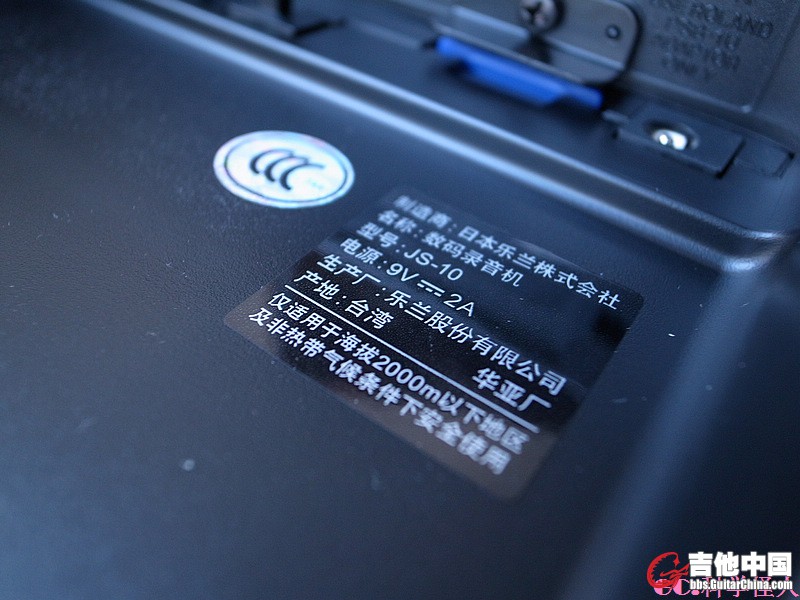 ROLAND
ONLY
CCC
制造商：日本乐兰株式会社
名称：数码录音机
型号：JS-10
电源：9V⎓2A
生产厂：乐兰股份有限公司
华亚厂
产地：台湾
仅适用于海拔2000m以下地区
及非热带气候条件下安全使用
吉他中国
bbs.GuitarChina.com